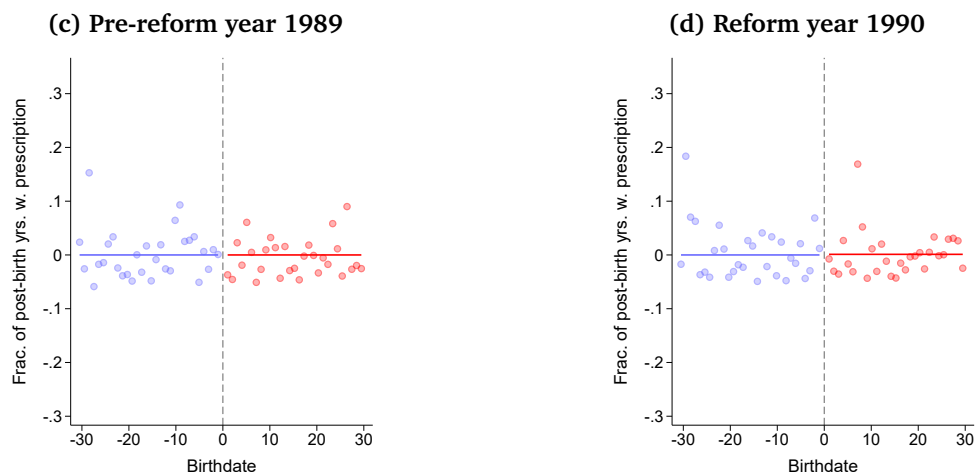 (c) Pre-reform year 1989
Frac. of post-birth yrs. w. prescription
.3
.2
.1
0
-.1
-.2
-.3
-30 -20 -10 0 10 20 30
Birthdate
(d) Reform year 1990
Frac. of post-birth yrs. w. prescription
.3
.2
.1
0
-.1
-.2
-.3
-30 -20 -10 0 10 20 30
Birthdate